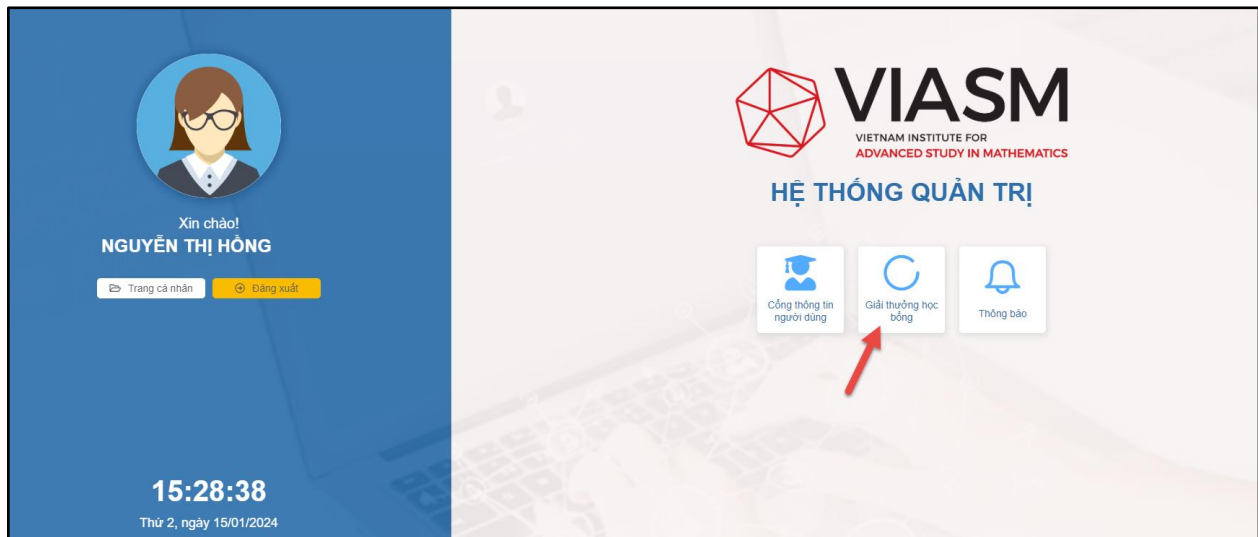 Xin chào!
NGUYỄN THỊ HỒNG
Trang cá nhân
Đăng xuất
15:28:38
Thứ 2, ngày 15/01/2024
VIASM
VIETNAM INSTITUTE FOR
ADVANCED STUDY IN MATHEMATICS
HỆ THỐNG QUẢN TRỊ
Cổng thông tin
người dùng
Giải thưởng học
bổng
Thông báo